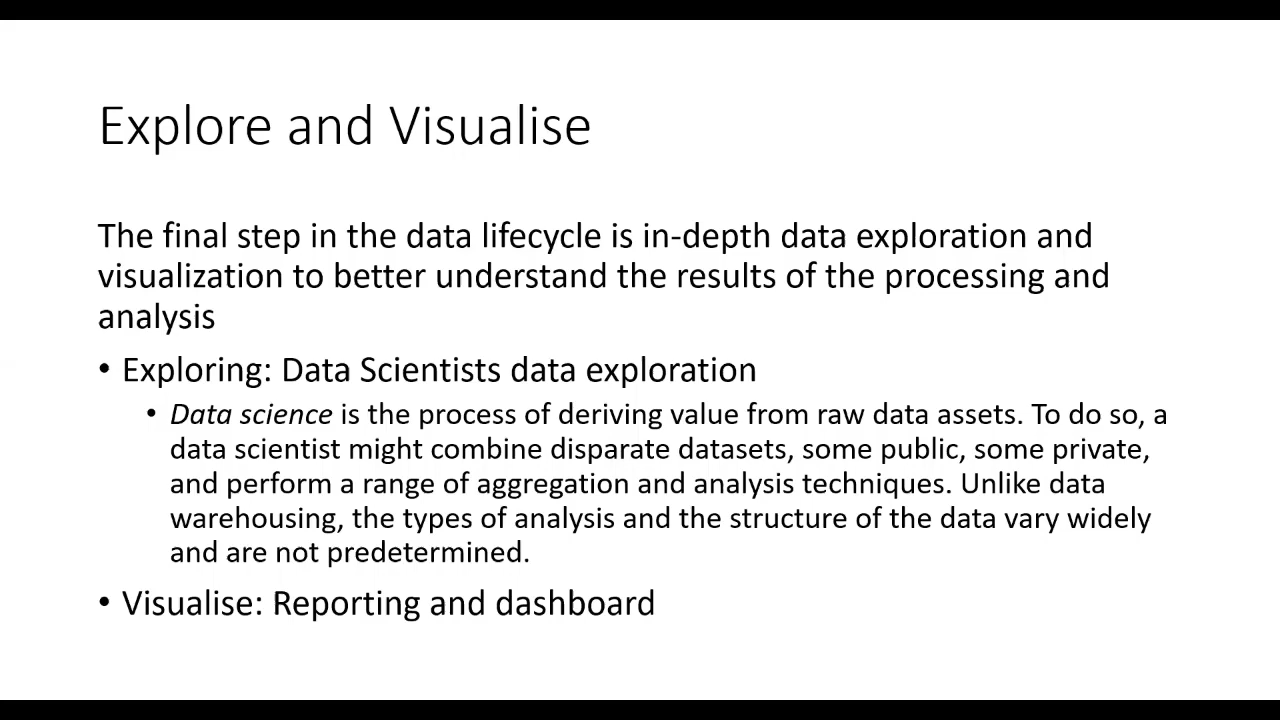 Explore and Visualise
The final step in the data lifecycle is in-depth data exploration and
visualization to better understand the results of the processing and
analysis
• Exploring: Data Scientists data exploration
• Data science is the process of deriving value from raw data assets. To do so, a
data scientist might combine disparate datasets, some public, some private,
and perform a range of aggregation and analysis techniques. Unlike data
warehousing, the types of analysis and the structure of the data vary widely
and are not predetermined.
• Visualise: Reporting and dashboard